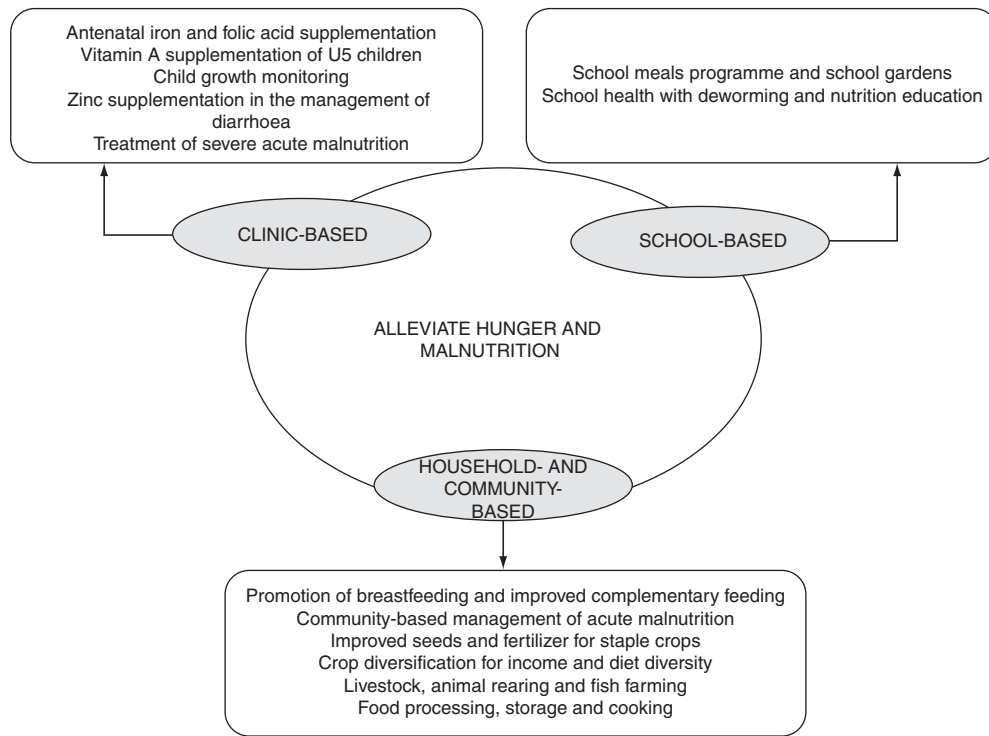 Antenatal iron and folic acid supplementation
Vitamin A supplementation of U5 children
Child growth monitoring
Zinc supplementation in the management of
diarrhoea
Treatment of severe acute malnutrition
School meals programme and school gardens
School health with deworming and nutrition education
CLINIC-BASED
SCHOOL-BASED
ALLEVIATE HUNGER AND
MALNUTRITION
HOUSEHOLD- AND
COMMUNITY-
BASED
Promotion of breastfeeding and improved complementary feeding
Community-based management of acute malnutrition
Improved seeds and fertilizer for staple crops
Crop diversification for income and diet diversity
Livestock, animal rearing and fish farming
Food processing, storage and cooking